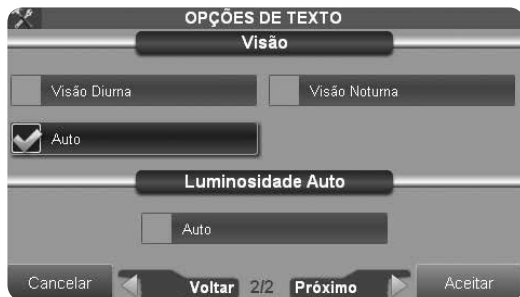 OPÇÕES DE TEXTO
Visão
Visão Diurna Visão Noturna
Auto
Luminosidade Auto
Auto
Cancelar Voltar 2/2 Próximo Aceitar